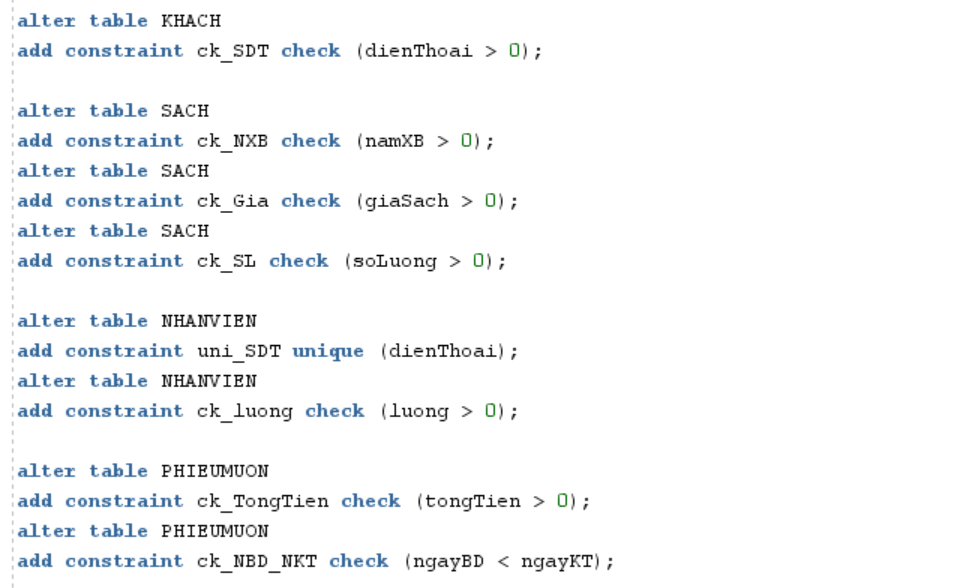 alter table KHACH
add constraint ck_SDT check (dienThoai > 0);
alter table SACH
add constraint ck_NXB check (namXB > 0);
alter table SACH
add constraint ck_Gia check (giaSach > 0);
alter table SACH
add constraint ck_SL check (soLuong > 0);
alter table NHANVIEN
add constraint uni_SDT unique (dienThoai);
alter table NHANVIEN
add constraint ck_luong check (luong > 0);
alter table PHIEUMUON
add constraint ck_TongTien check (tongTien > 0);
alter table PHIEUMUON
add constraint ck_NBD_NKT check (ngayBD < ngayKT);